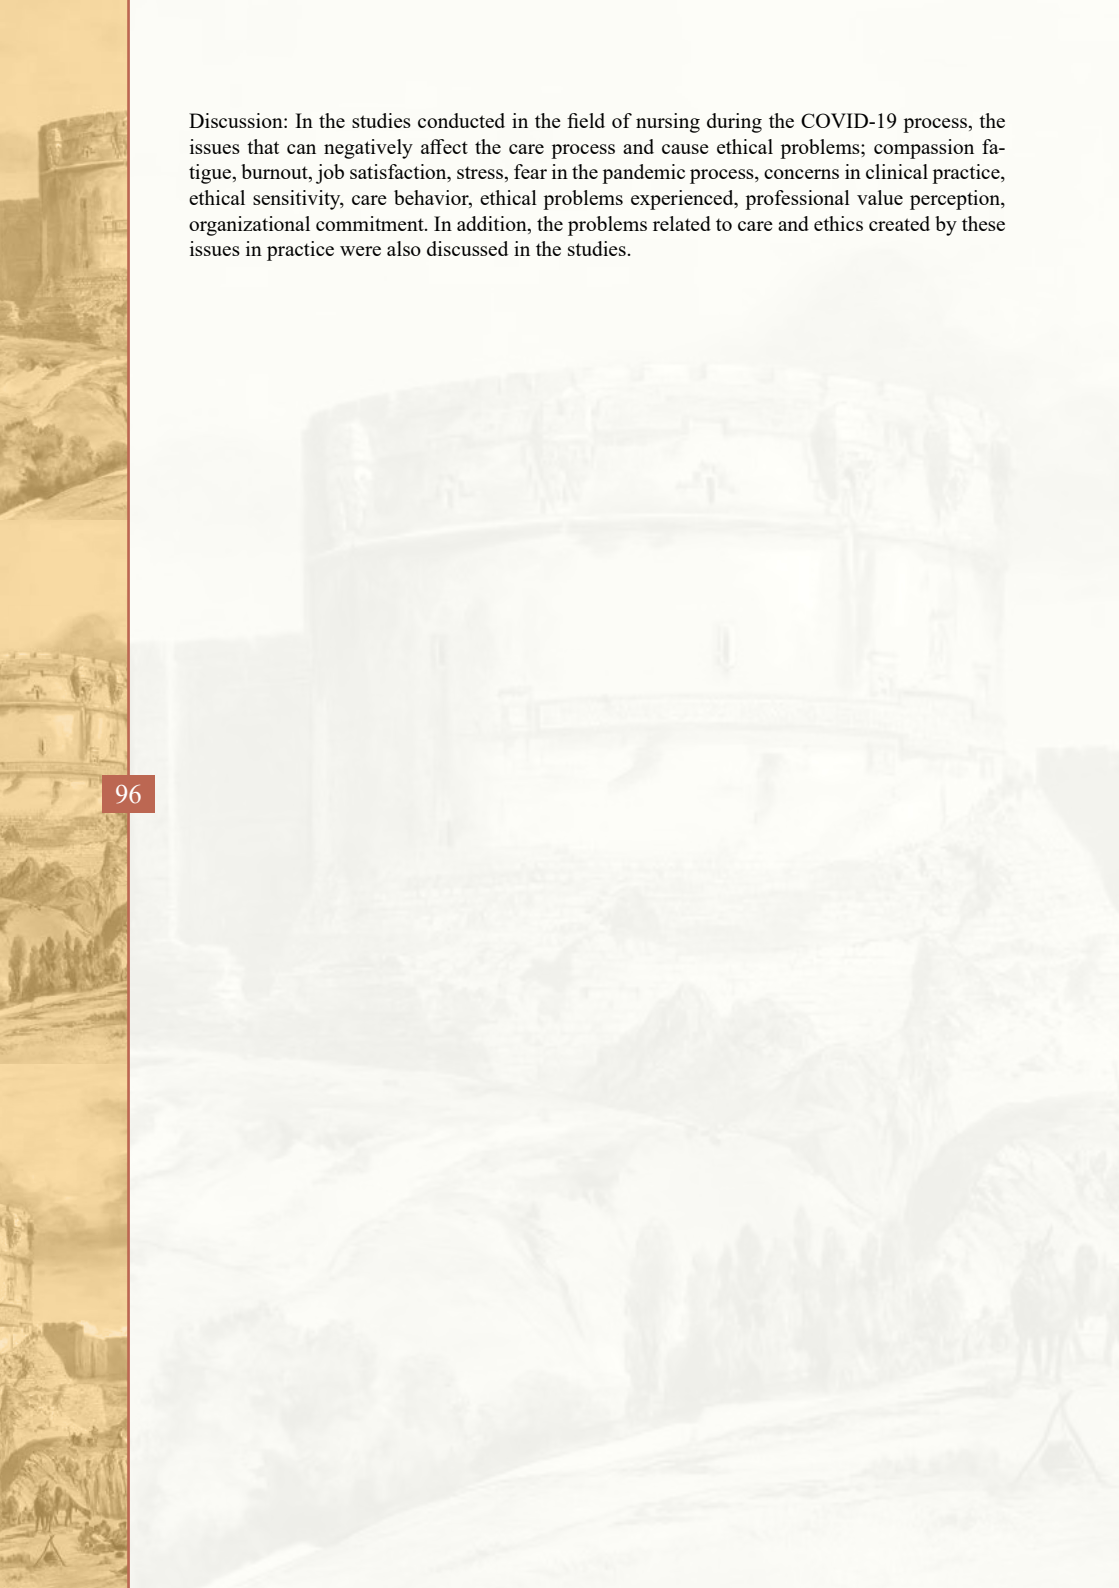 Discussion: In the studies conducted in the field of nursing during the COVID-19 process, the
issues that can negatively affect the care process and cause ethical problems; compassion fa-
tigue, burnout, job satisfaction, stress, fear in the pandemic process, concerns in clinical practice,
ethical sensitivity, care behavior, ethical problems experienced, professional value perception,
organizational commitment. In addition, the problems related to care and ethics created by these
issues in practice were also discussed in the studies.
96